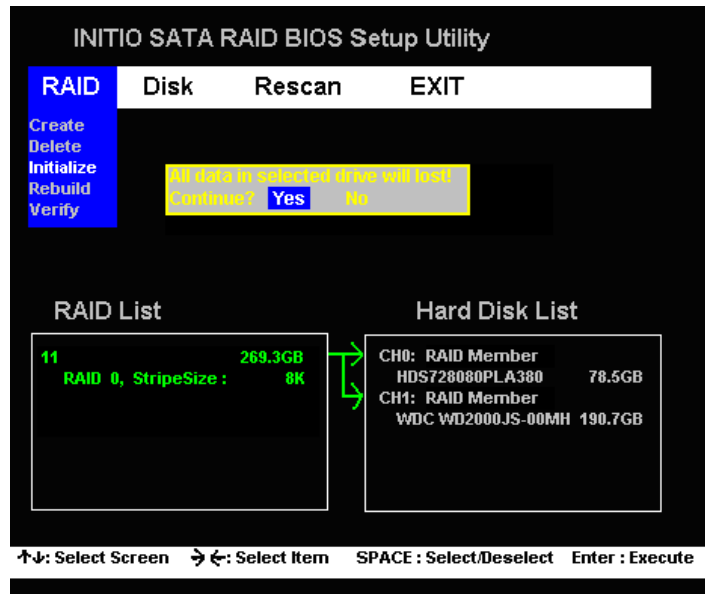 INITIO SATA RAID BIOS Setup Utility
RAID Disk Rescan EXIT
Create
Delete
Initialize
Rebuild
Verify
All data in selected drive will lost!
Continue? Yes No
RAID List
11 269.3GB
RAID 0, StripeSize : 8K
Hard Disk List
CH0: RAID Member
HDS728080PLA380 78.5GB
CH1: RAID Member
WDC WD2000JS-00MH 190.7GB
↑↓: Select Screen →←: Select Item SPACE : Select/Deselect Enter : Execute